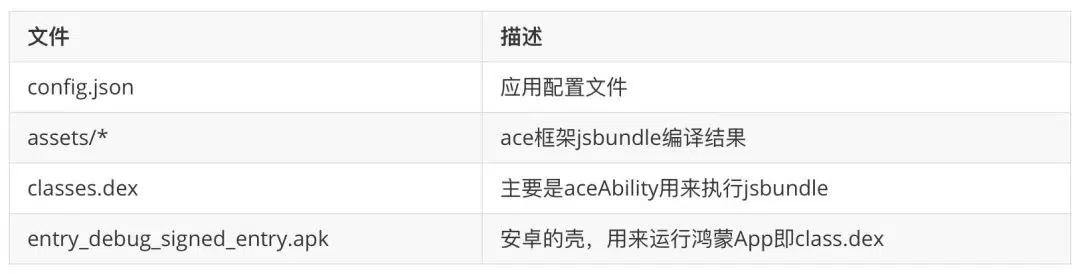 文件 描述
config.json 应用配置文件
assets/* ace框架jsbundle编译结果
classes.dex 主要是aceAbility用来执行jsbundle
entry_debug_signed_entry.apk 安卓的壳，用来运行鸿蒙App即class.dex